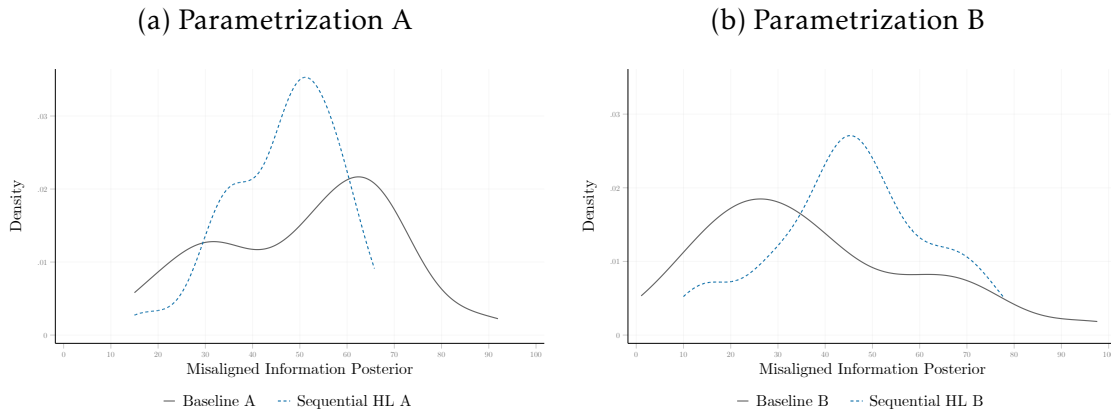 (a) Parametrization A
.03
.02
.01
0
Density
0 10 20 30 40 50 60 70 80 90 100
Misaligned Information Posterior
Baseline A Sequential HL A
(b) Parametrization B
.03
.02
.01
0
Density
0 10 20 30 40 50 60 70 80 90 100
Misaligned Information Posterior
Baseline B Sequential HL B